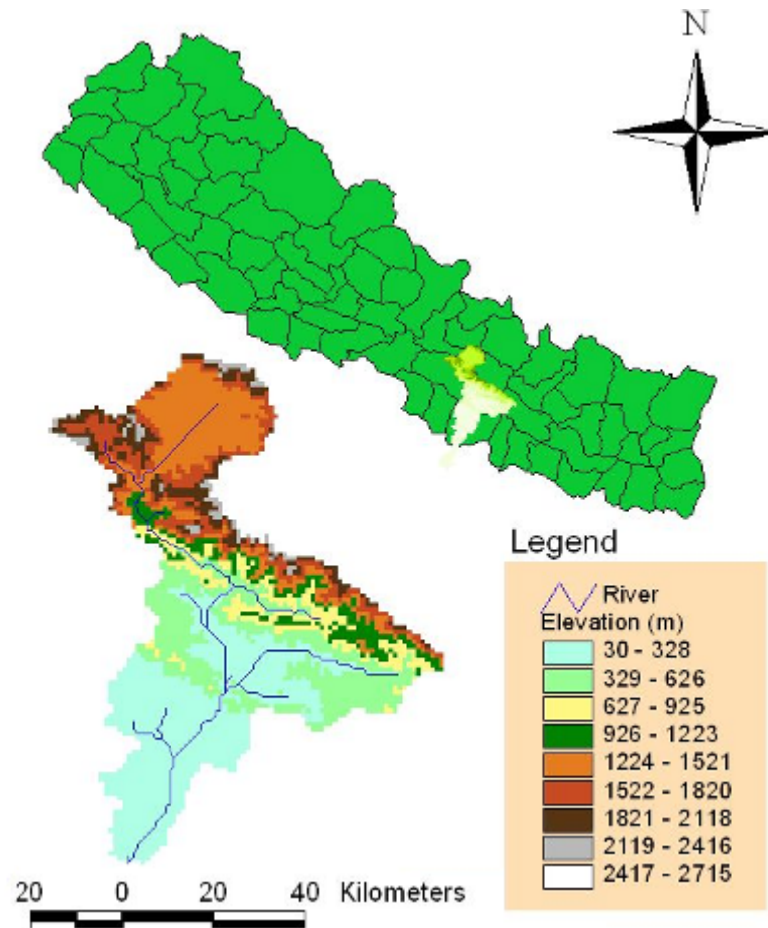 N
Legend
River
Elevation (m)
30 - 328
329 - 626
627 - 925
926 - 1223
1224 - 1521
1522 - 1820
1821 - 2118
2119 - 2416
2417 - 2715
20 0 20 40 Kilometers